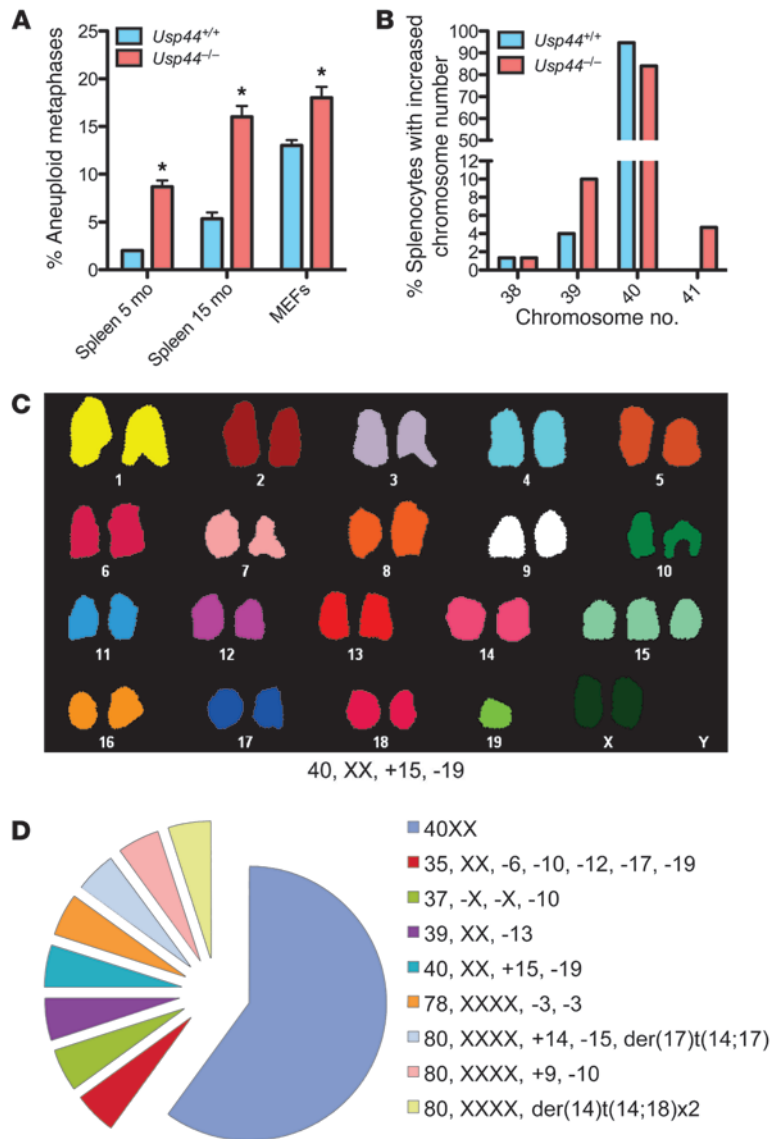 A
% Aneuploid metaphases
Usp44+/+
Usp44–/–
25
20
15
10
5
0
*
*
*
Spleen 5 mo
Spleen 15 mo
MEFs
B
% Splenocytes with increased
chromosome number
Usp44+/+
Usp44–/–
100
90
80
70
60
50
12
10
8
6
4
2
0
38
39
40
41
Chromosome no.
C
1 2 3 4 5
6 7 8 9 10
11 12 13 14 15
16 17 18 19 X Y
40, XX, +15, -19
D
40XX
35, XX, -6, -10, -12, -17, -19
37, -X, -X, -10
39, XX, -13
40, XX, +15, -19
78, XXXX, -3, -3
80, XXXX, +14, -15, der(17)t(14;17)
80, XXXX, +9, -10
80, XXXX, der(14)t(14;18)x2